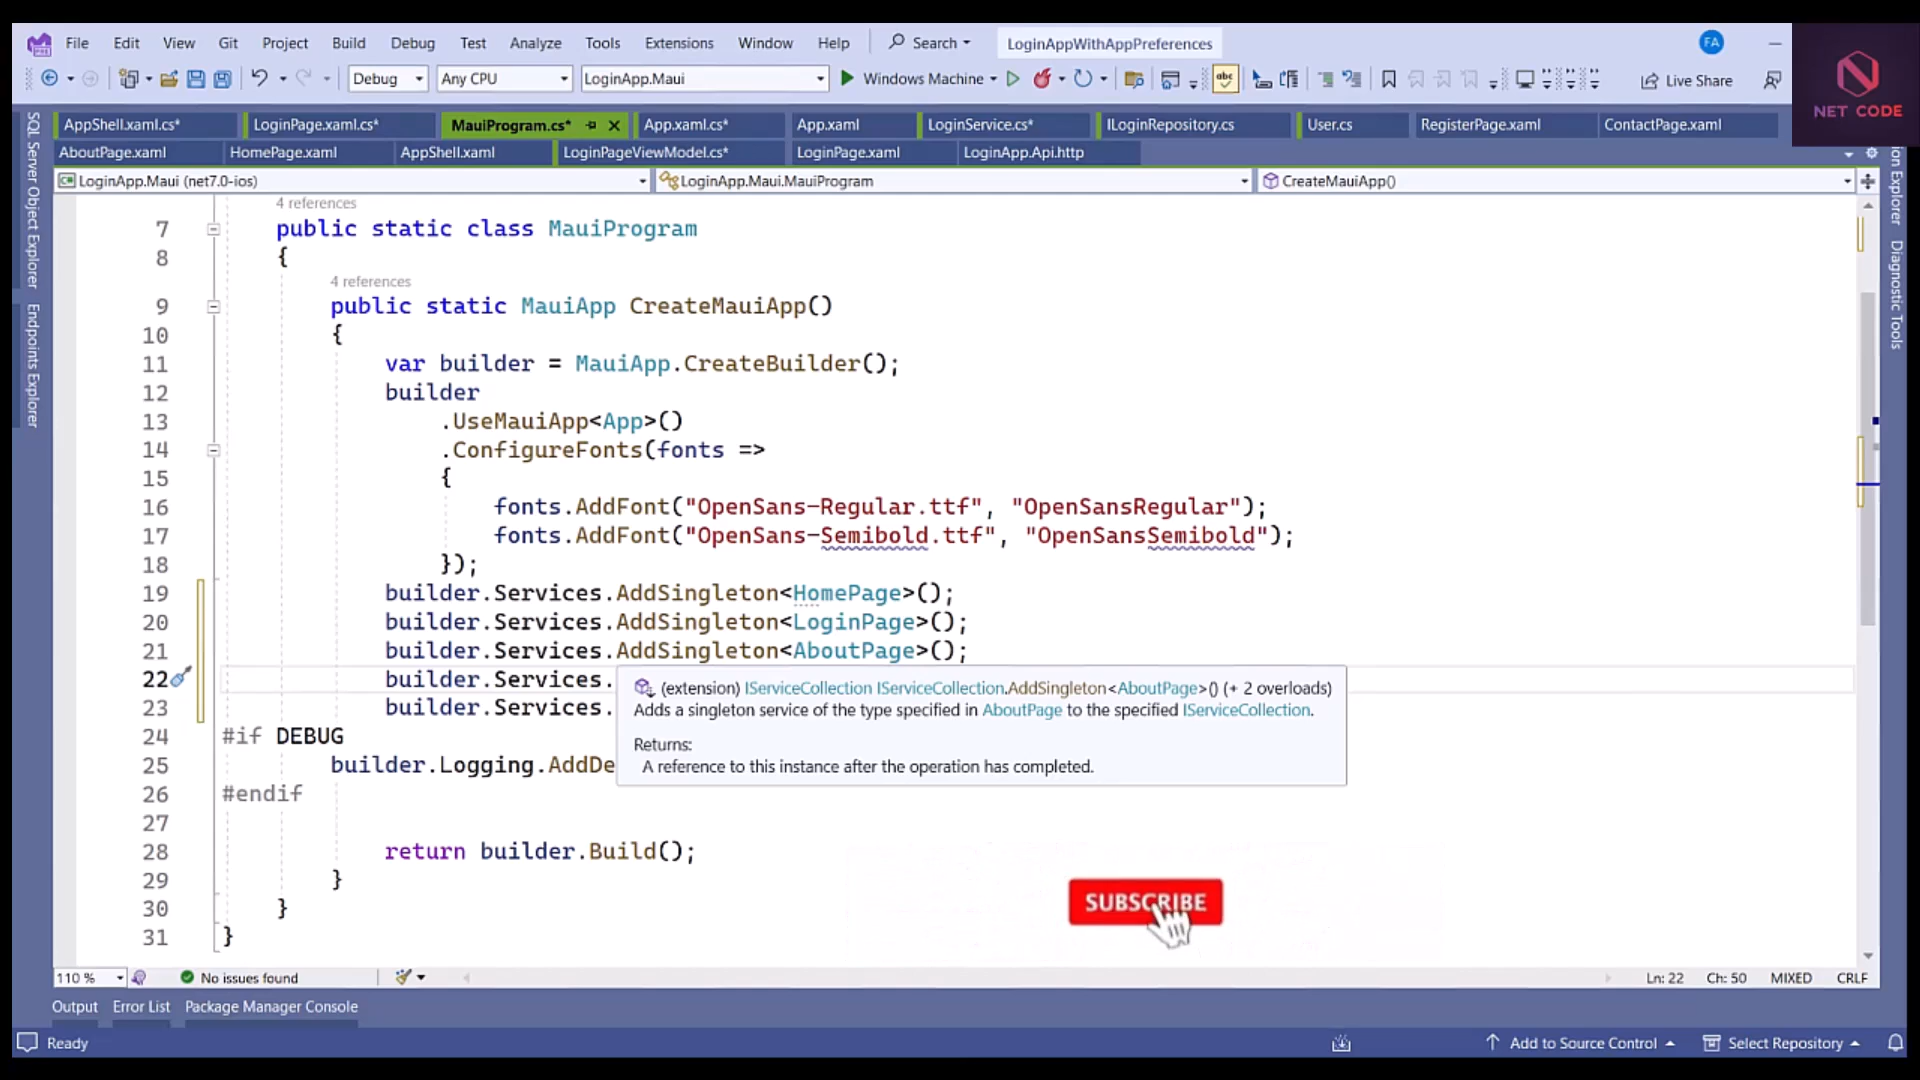 File Edit View Git Project Build Debug Test Analyze Tools Extensions Window Help Search LoginAppWithAppPreferences FA
Debug Any CPU LoginApp.Maui Windows Machine abc Live Share
NET CODE
AppShell.xaml.cs* LoginPage.xaml.cs* MauiProgram.cs* App.xaml.cs* App.xaml LoginService.cs* ILoginRepository.cs User.cs RegisterPage.xaml ContactPage.xaml
AboutPage.xaml HomePage.xaml AppShell.xaml LoginPageViewModel.cs* LoginPage.xaml LoginApp.Api.http
LoginApp.Maui (net7.0-ios) LoginApp.Maui.MauiProgram CreateMauiApp()
SQL Server Object Explorer
Endpoints Explorer
ion Explorer
Diagnostic Tools
4 references
7 public static class MauiProgram
8 {
4 references
9 public static MauiApp CreateMauiApp()
10 {
11 var builder = MauiApp.CreateBuilder();
12 builder
13 .UseMauiApp<App>()
14 .ConfigureFonts(fonts =>
15 {
16 fonts.AddFont("OpenSans-Regular.ttf", "OpenSansRegular");
17 fonts.AddFont("OpenSans-Semibold.ttf", "OpenSansSemibold");
18 });
19 builder.Services.AddSingleton<HomePage>();
20 builder.Services.AddSingleton<LoginPage>();
21 builder.Services.AddSingleton<AboutPage>();
22 builder.Services.
23 builder.Services.
(extension) IServiceCollection IServiceCollection.AddSingleton<AboutPage>() (+ 2 overloads)
Adds a singleton service of the type specified in AboutPage to the specified IServiceCollection.
Returns:
A reference to this instance after the operation has completed.
24 #if DEBUG
25 builder.Logging.AddDe
26 #endif
27
28 return builder.Build();
29 }
30 }
31 }
SUBSCRIBE
110 % No issues found Ln: 22 Ch: 50 MIXED CRLF
Output Error List Package Manager Console
Ready Add to Source Control Select Repository